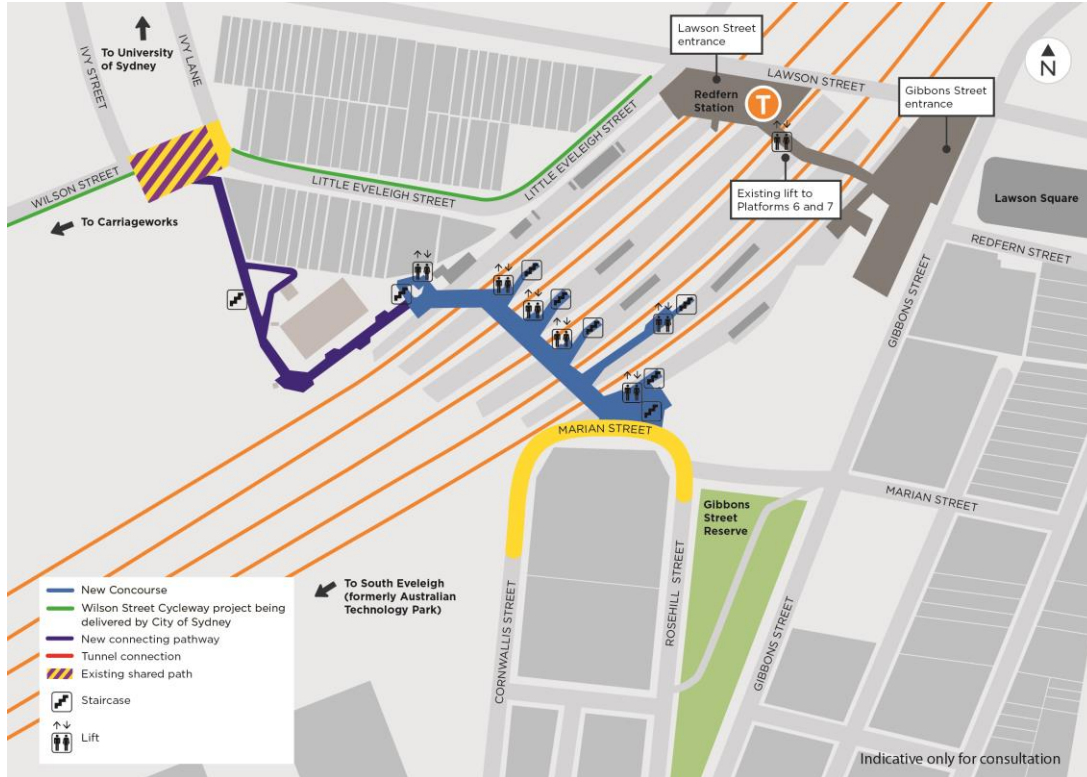 To University
of Sydney
IVY STREET
IVY LANE
Lawson Street
entrance
LAWSON STREET
N
Gibbons Street
entrance
Redfern
Station
T
Existing lift to
Platforms 6 and 7
Lawson Square
REDFERN STREET
WILSON STREET
To Carriageworks
LITTLE EVELEIGH STREET
LITTLE EVELEIGH STREET
GIBBONS STREET
MARIAN STREET
MARIAN STREET
Gibbons
Street
Reserve
To South Eveleigh
(formerly Australian
Technology Park)
CORNWALLIS STREET
ROSEHILL STREET
GIBBONS STREET
New Concourse
Wilson Street Cycleway project being
delivered by City of Sydney
New connecting pathway
Tunnel connection
Existing shared path
Staircase
Lift
Indicative only for consultation